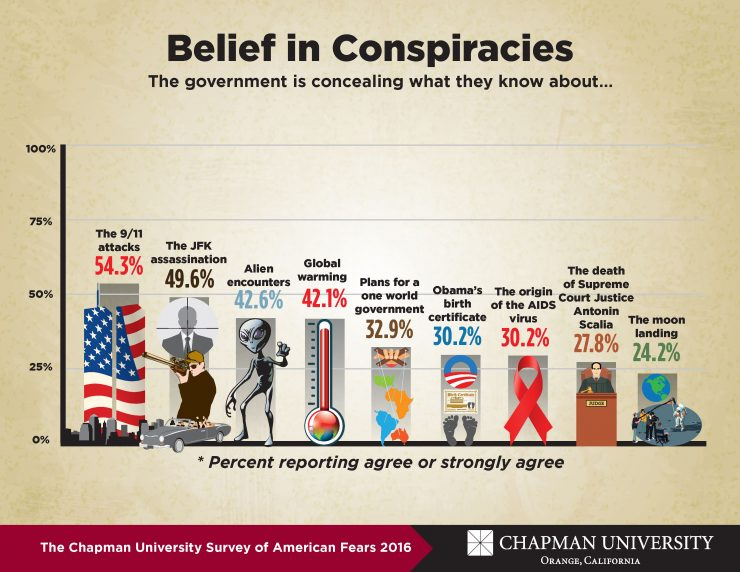 Belief in Conspiracies
The government is concealing what they know about...
100%
75%
50%
25%
0%
The 9/11
attacks
54.3%
The JFK
assassination
49.6%
Alien
encounters
42.6%
Global
warming
42.1%
Plans for a
one world
government
32.9%
Obama's
birth
certificate
30.2%
The origin
of the AIDS
virus
30.2%
The death
of Supreme
Court Justice
Antonin
Scalia
27.8%
The moon
landing
24.2%
Birth Certificate
JUDGE
* Percent reporting agree or strongly agree
The Chapman University Survey of American Fears 2016
CHAPMAN UNIVERSITY
ORANGE, CALIFORNIA